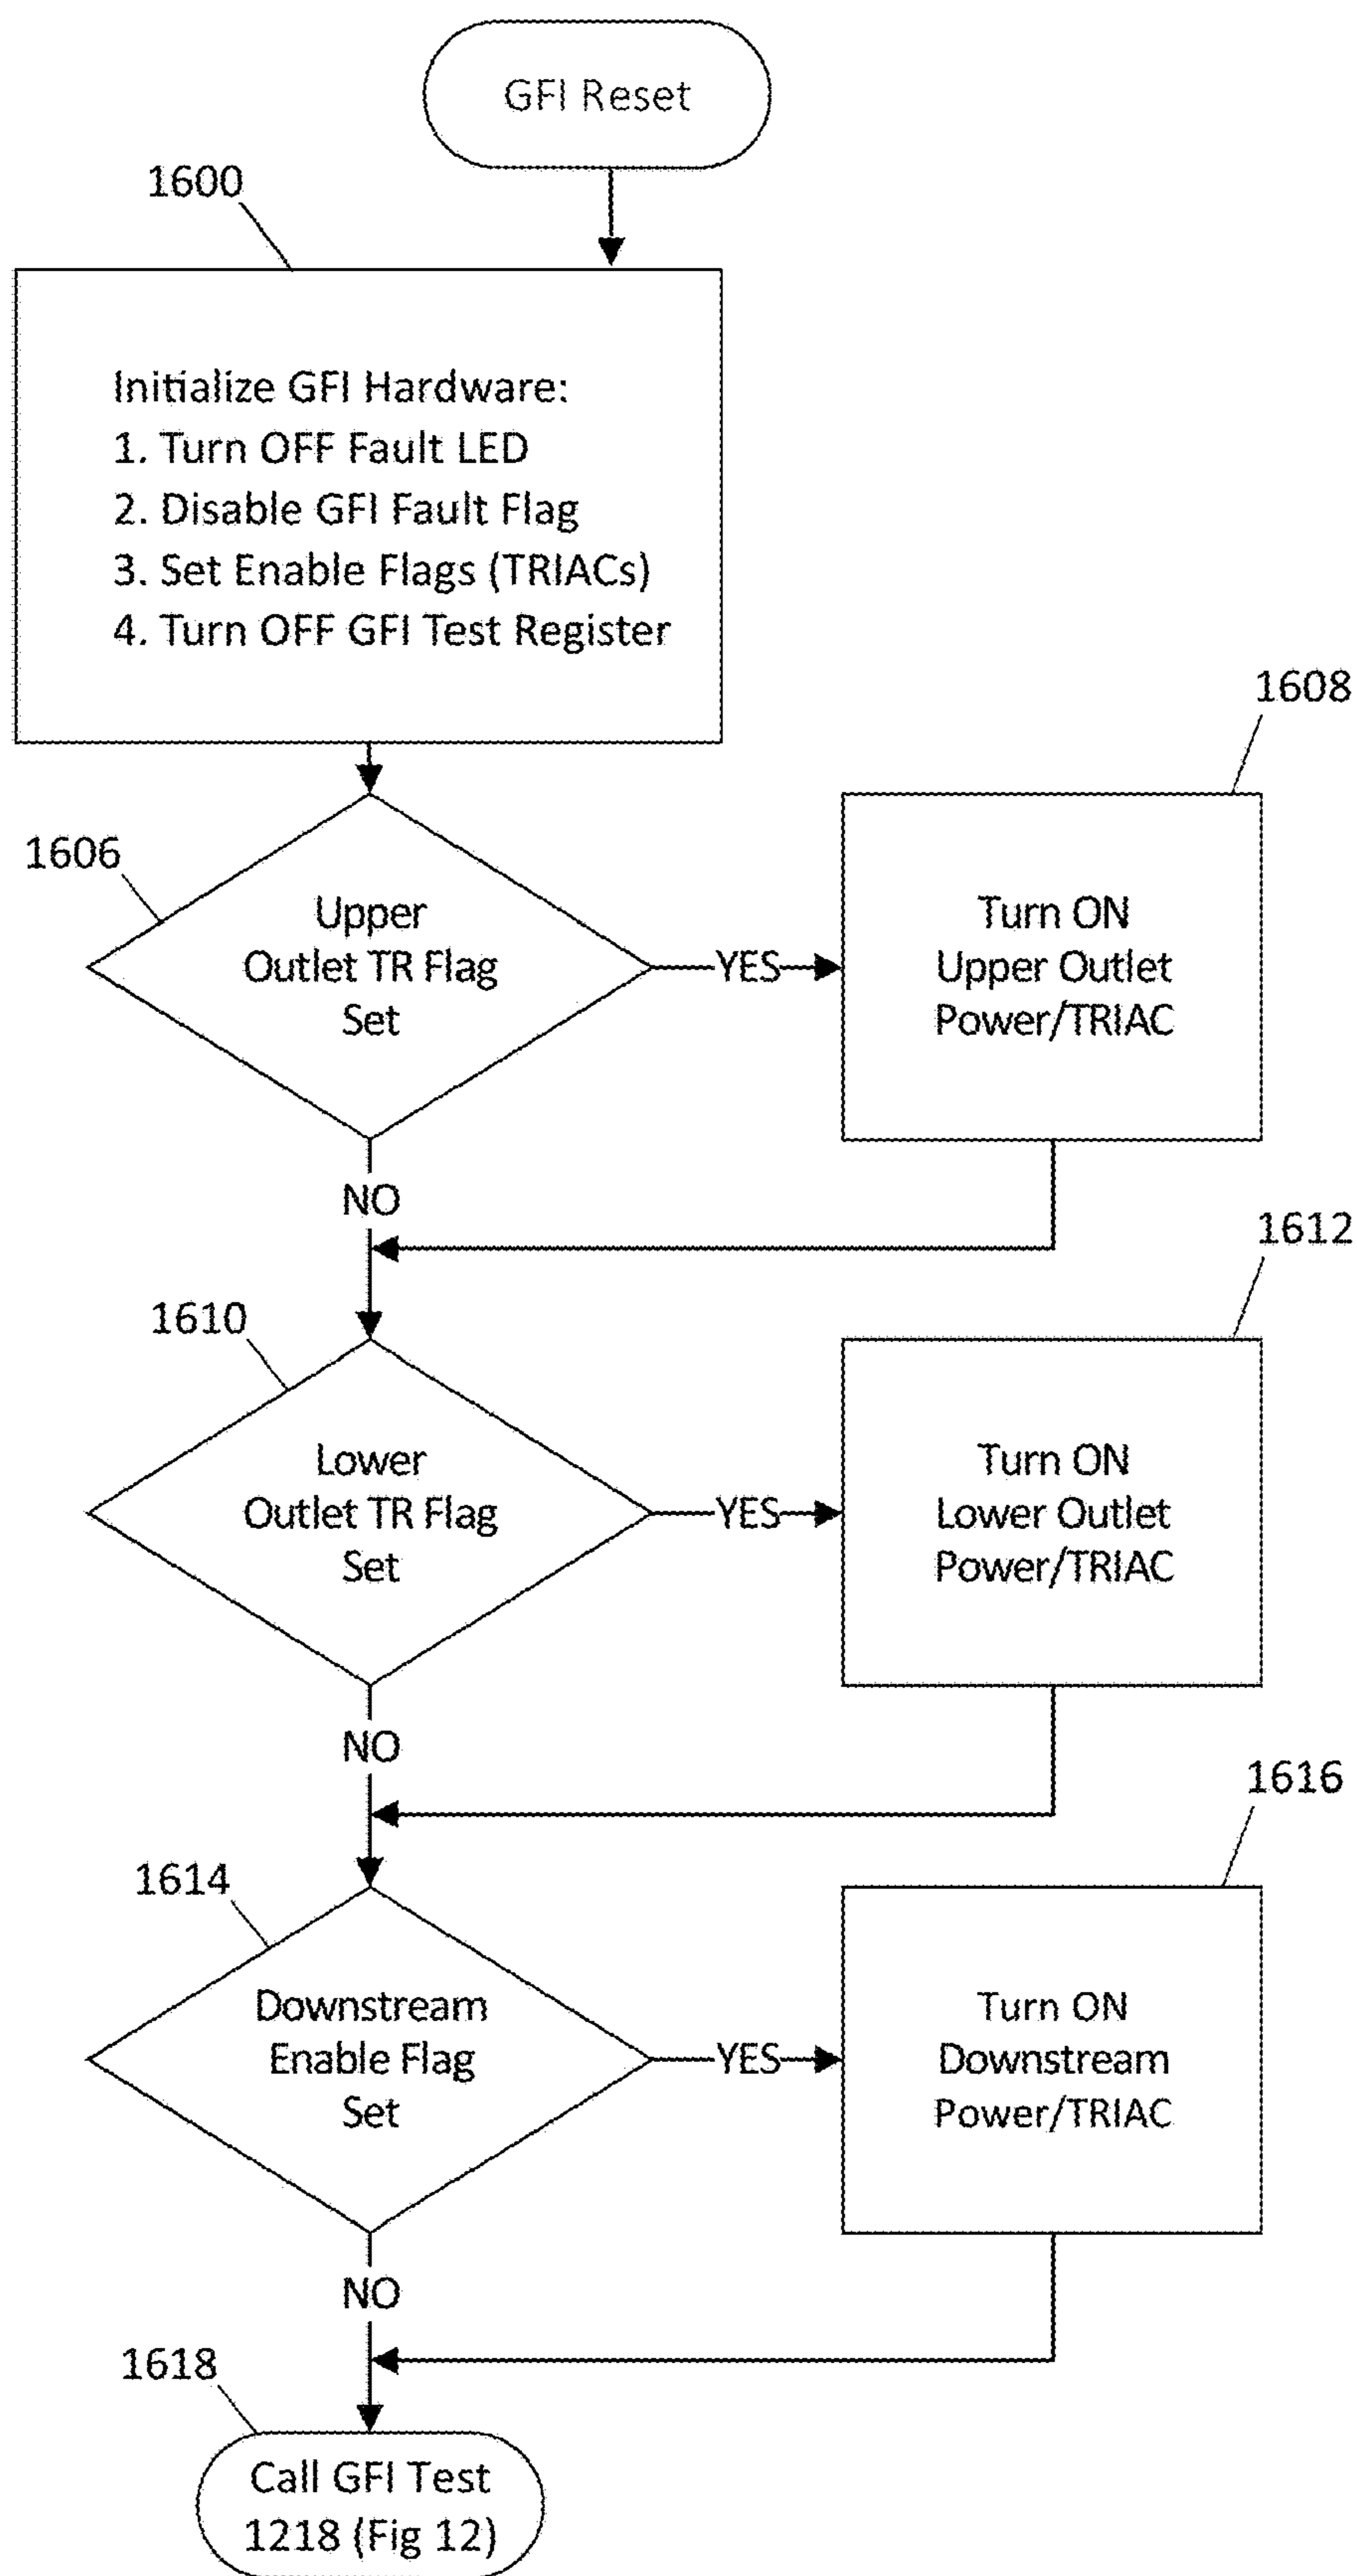 GFI Reset
1600
Initialize GFI Hardware:
1. Turn OFF Fault LED
2. Disable GFI Fault Flag
3. Set Enable Flags (TRIACs)
4. Turn OFF GFI Test Register
1606
Upper
Outlet TR Flag
Set
YES
1608
Turn ON
Upper Outlet
Power/TRIAC
NO
1610
Lower
Outlet TR Flag
Set
YES
1612
Turn ON
Lower Outlet
Power/TRIAC
NO
1614
Downstream
Enable Flag
Set
YES
1616
Turn ON
Downstream
Power/TRIAC
NO
1618
Call GFI Test
1218 (Fig 12)